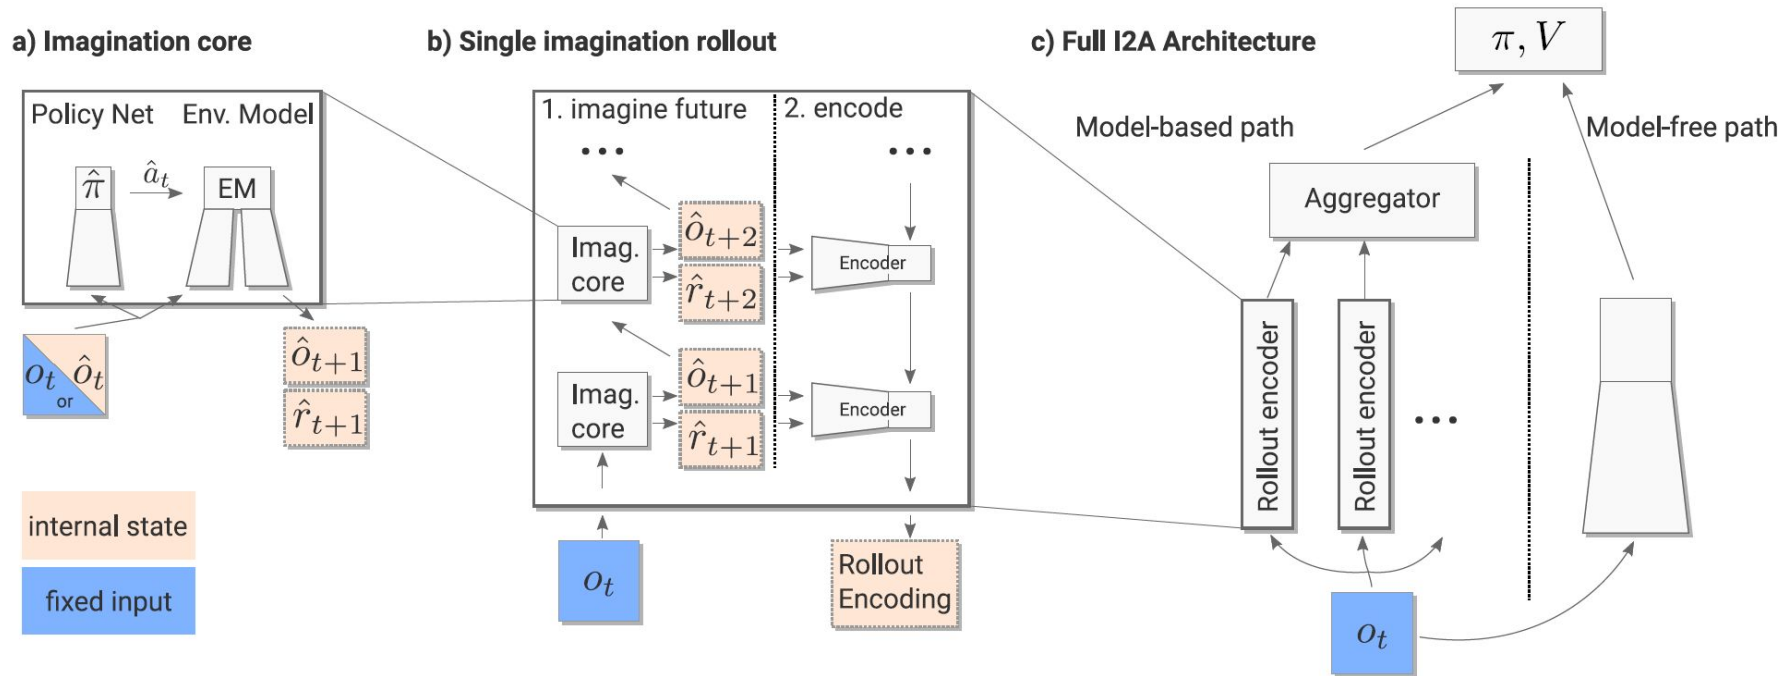 a) Imagination core
Policy Net
Env. Model
π̂
â_t
EM
o_t
ô_t
or
ô_{t+1}
r̂_{t+1}
internal state
fixed input
b) Single imagination rollout
1. imagine future
2. encode
...
...
Imag.
core
ô_{t+2}
r̂_{t+2}
Encoder
Imag.
core
ô_{t+1}
r̂_{t+1}
Encoder
o_t
Rollout
Encoding
c) Full I2A Architecture
π, V
Model-based path
Model-free path
Aggregator
Rollout encoder
Rollout encoder
...
o_t